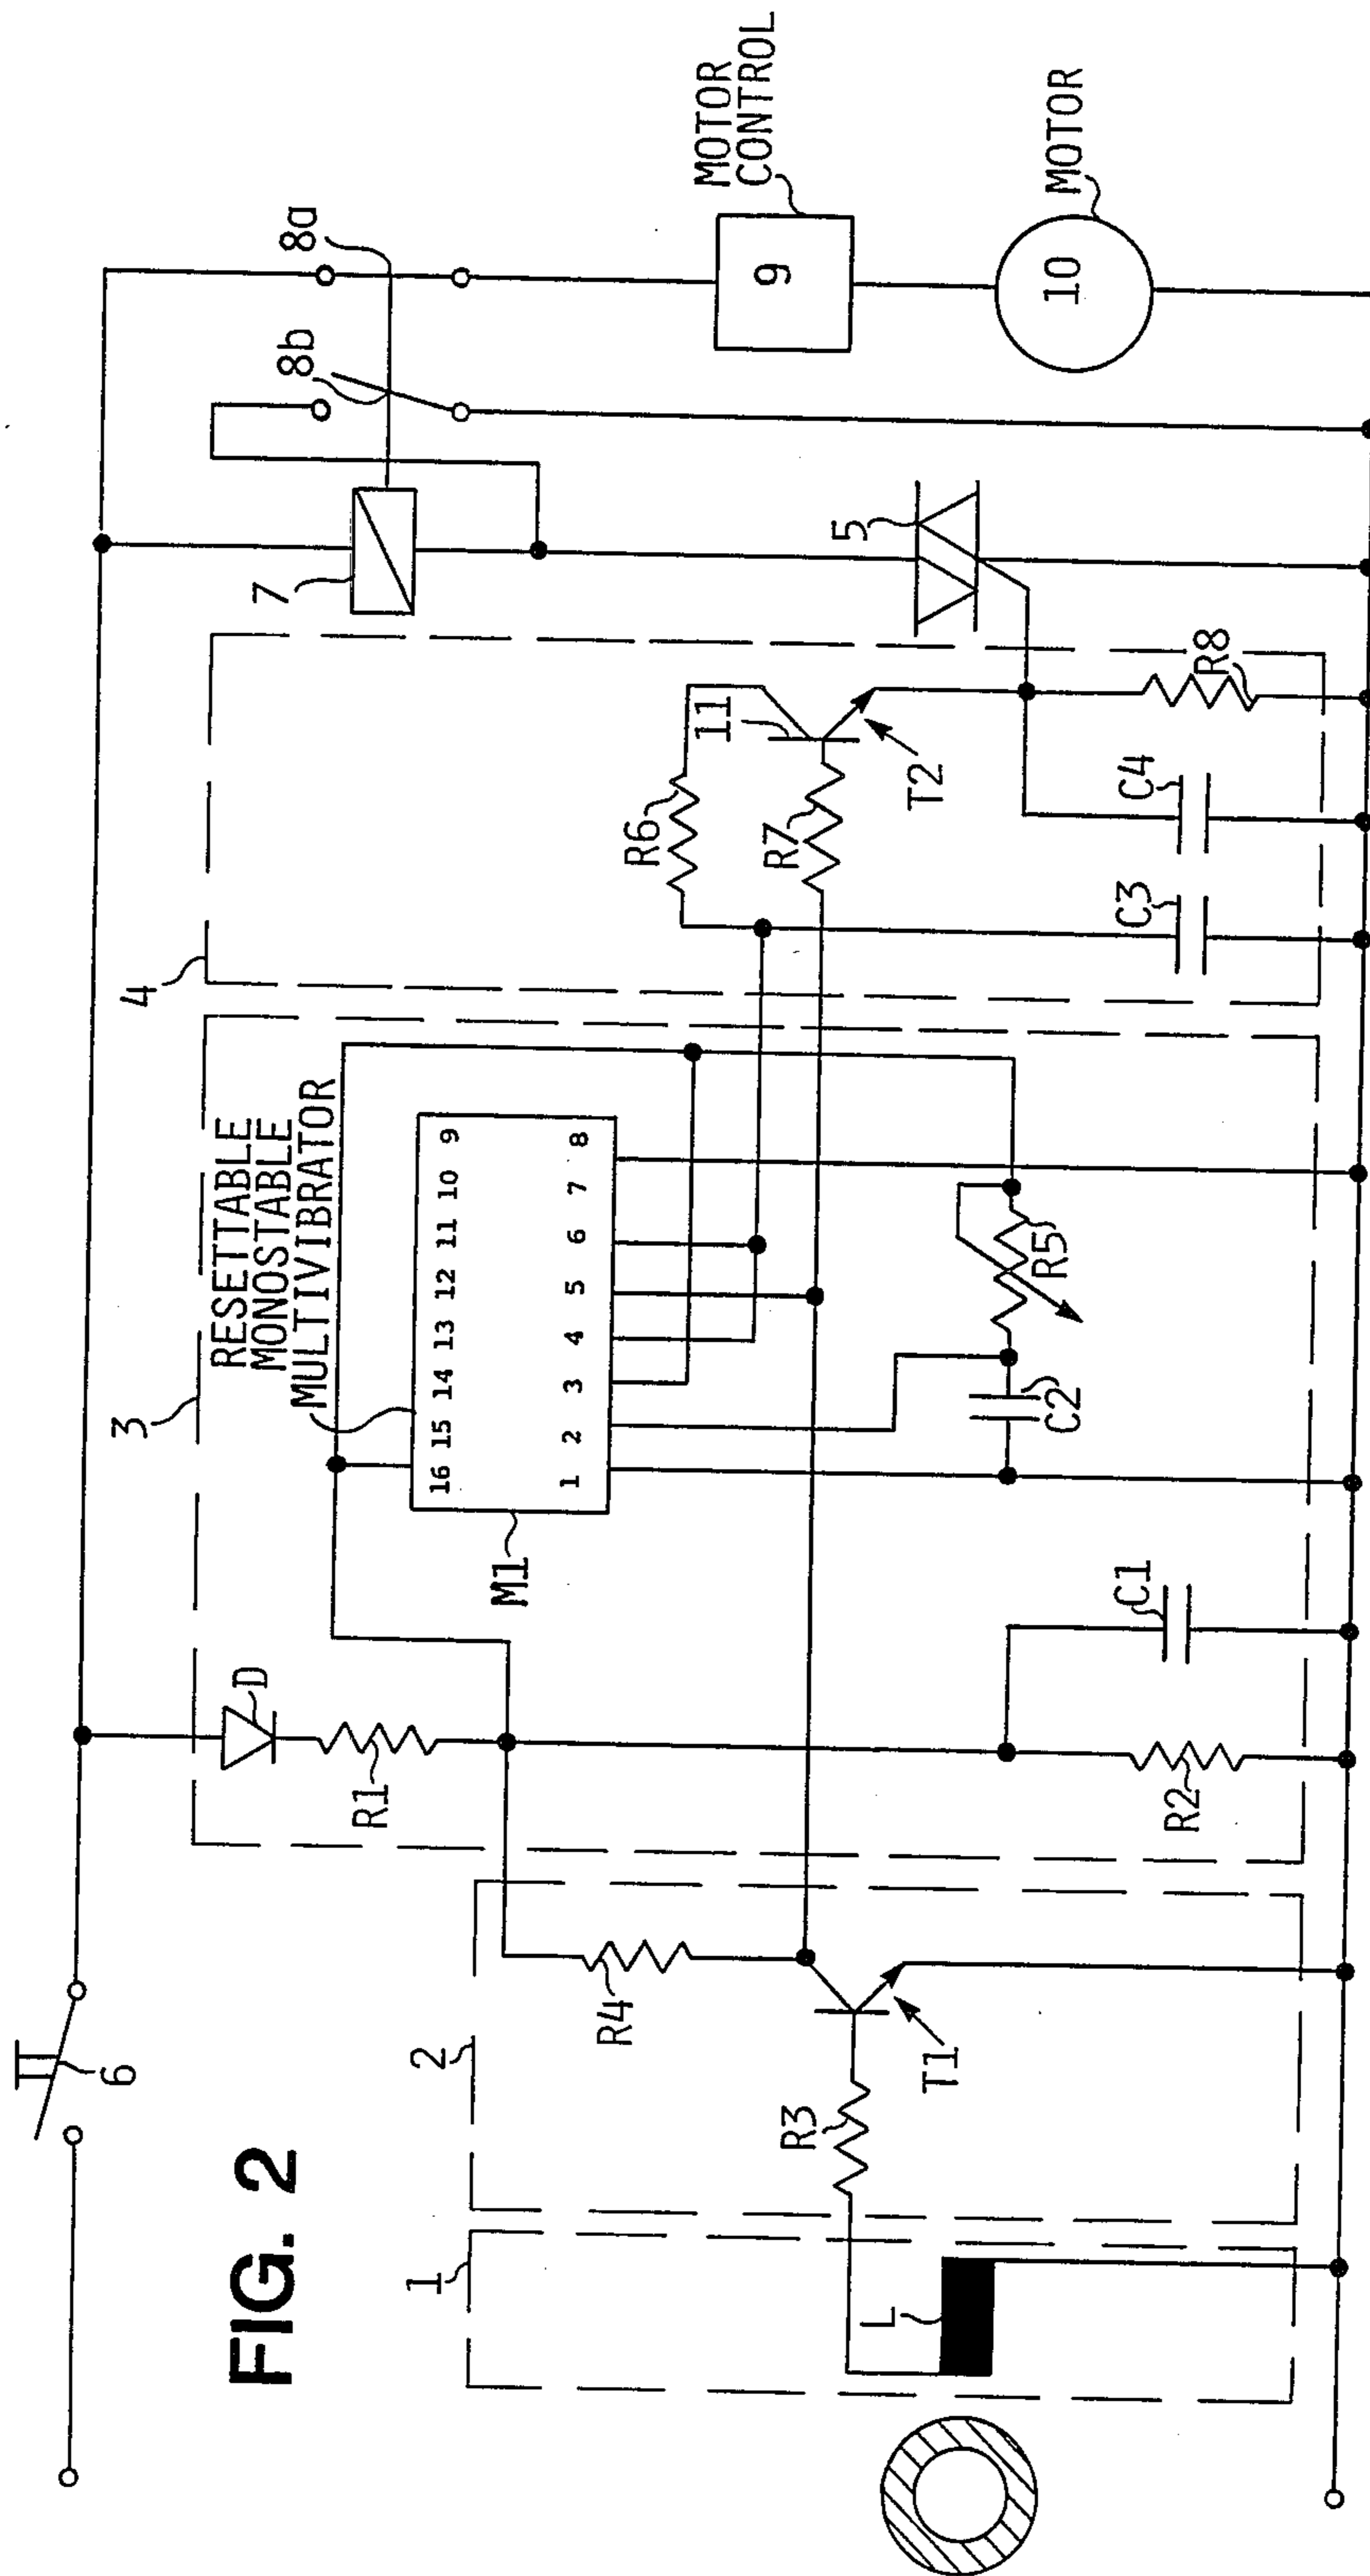 FIG. 2
6
1
L
2
R3
T1
R4
3
D
R1
R2
C1
RESETTABLE
MONOSTABLE
MULTIVIBRATOR
M1
16 15 14 13 12 11 10 9
1 2 3 4 5 6 7 8
C2
R5
4
R6
R7
11
T2
C3
C4
R8
7
5
8b
8a
MOTOR
CONTROL
9
MOTOR
10